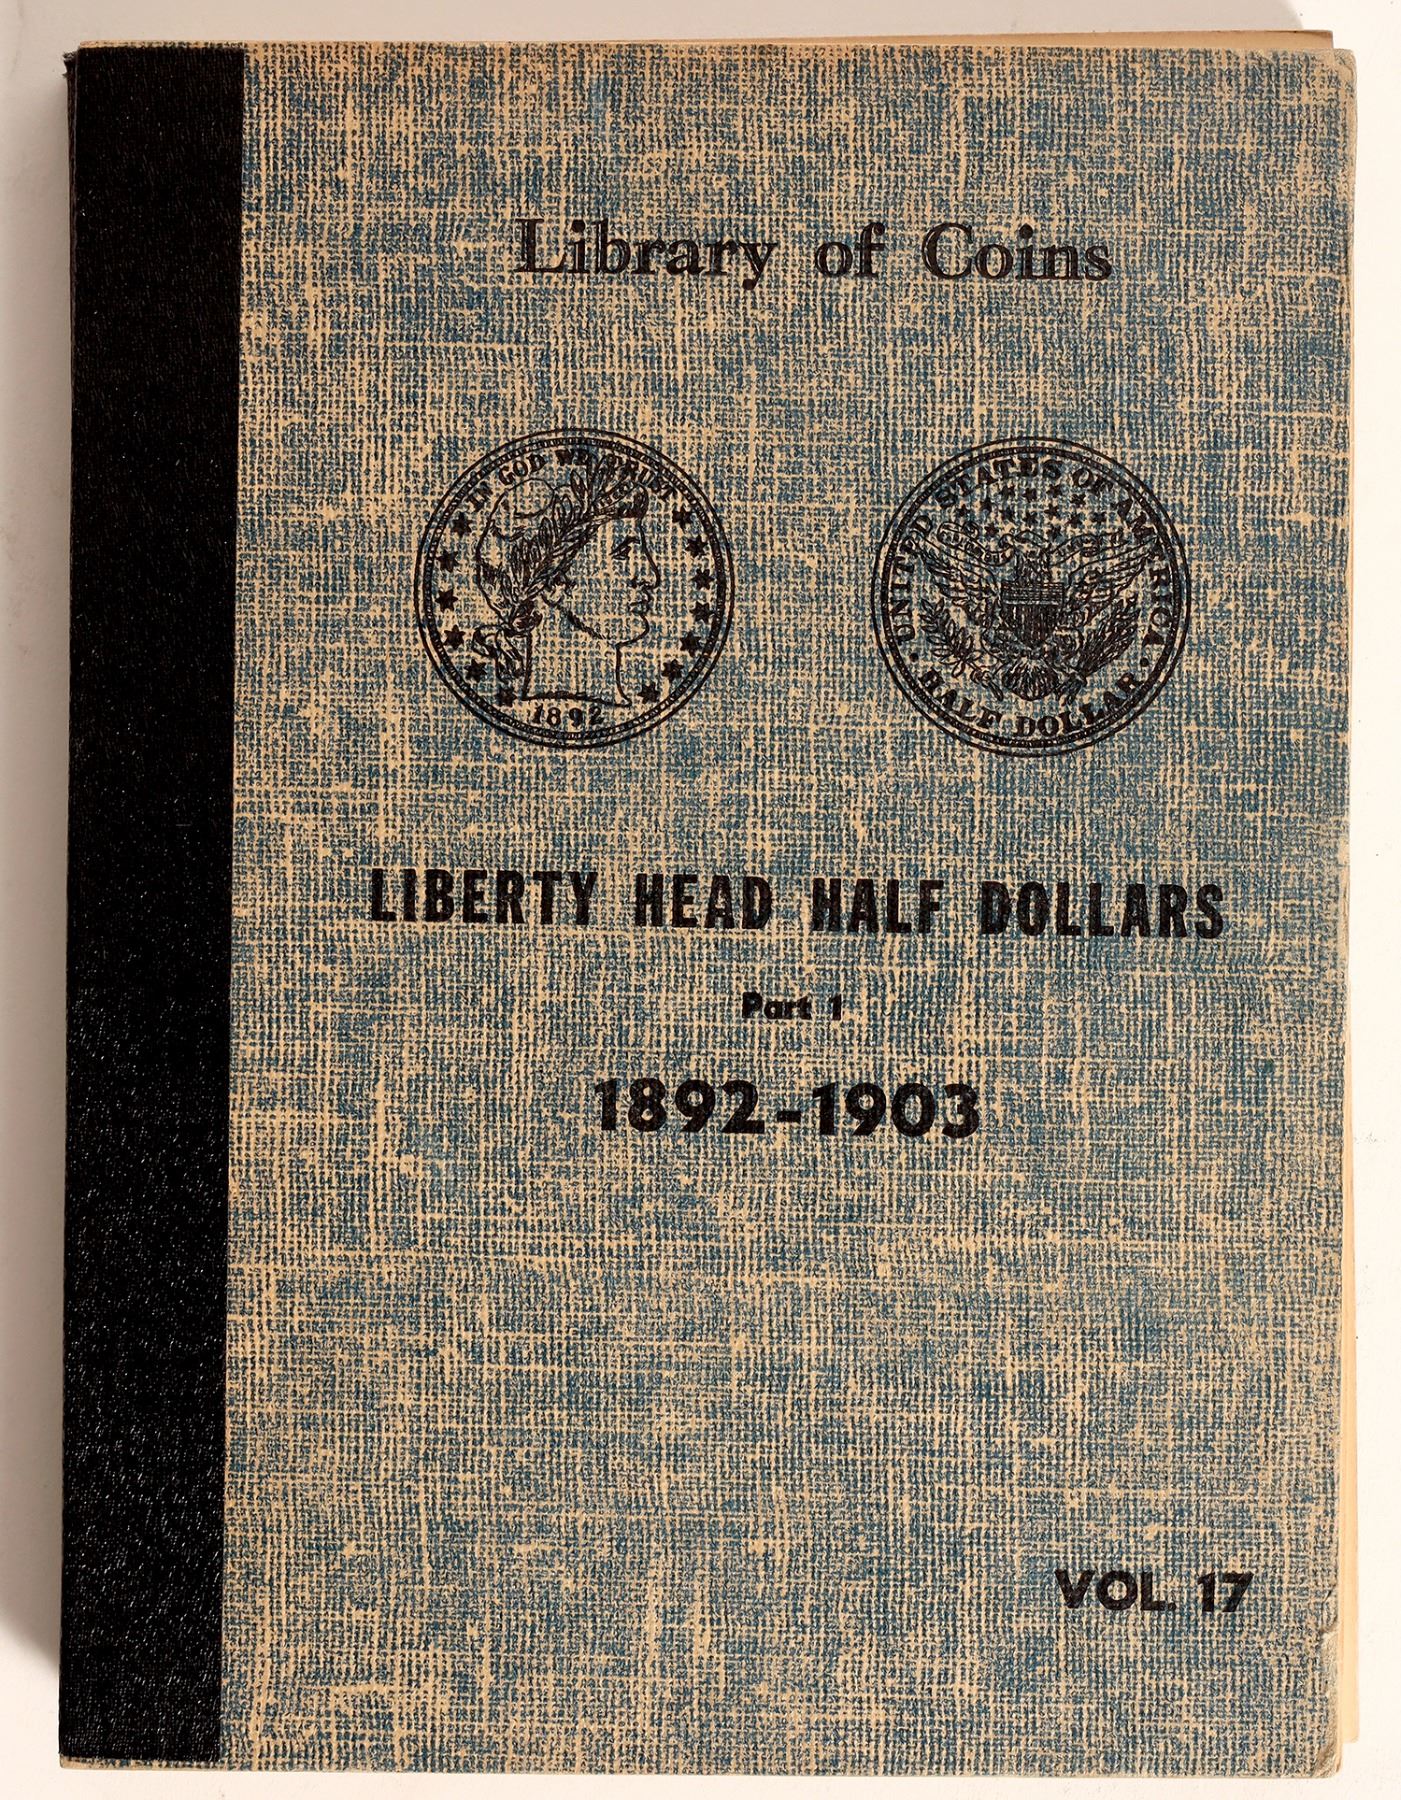 Library of Coins
IN GOD WE TRUST
1892
UNITED STATES OF AMERICA
HALF DOLLAR
LIBERTY HEAD HALF DOLLARS
Part 1
1892-1903
VOL. 17